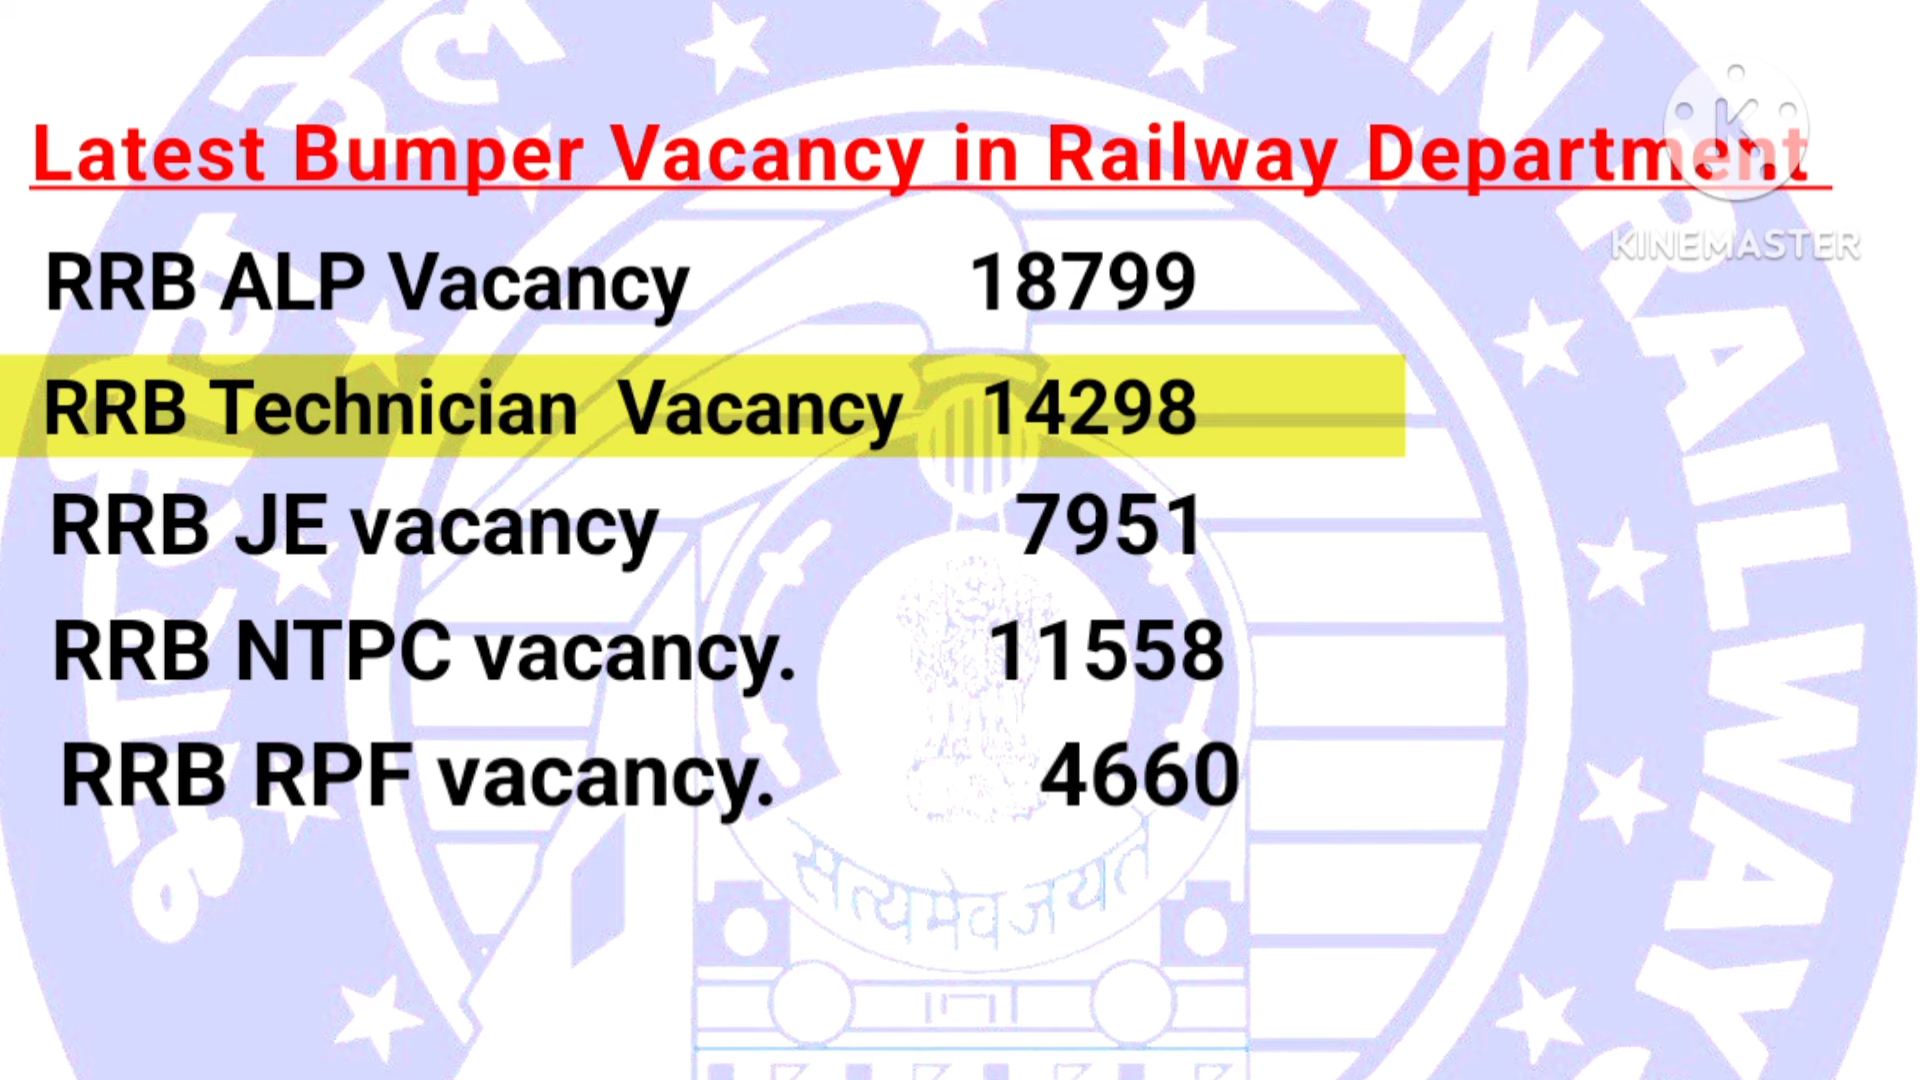 Latest Bumper Vacancy in Railway Department
KINEMASTER
RRB ALP Vacancy 18799
RRB Technician Vacancy 14298
RRB JE vacancy 7951
RRB NTPC vacancy. 11558
RRB RPF vacancy. 4660
सत्यमेव जयते
RAILWAY